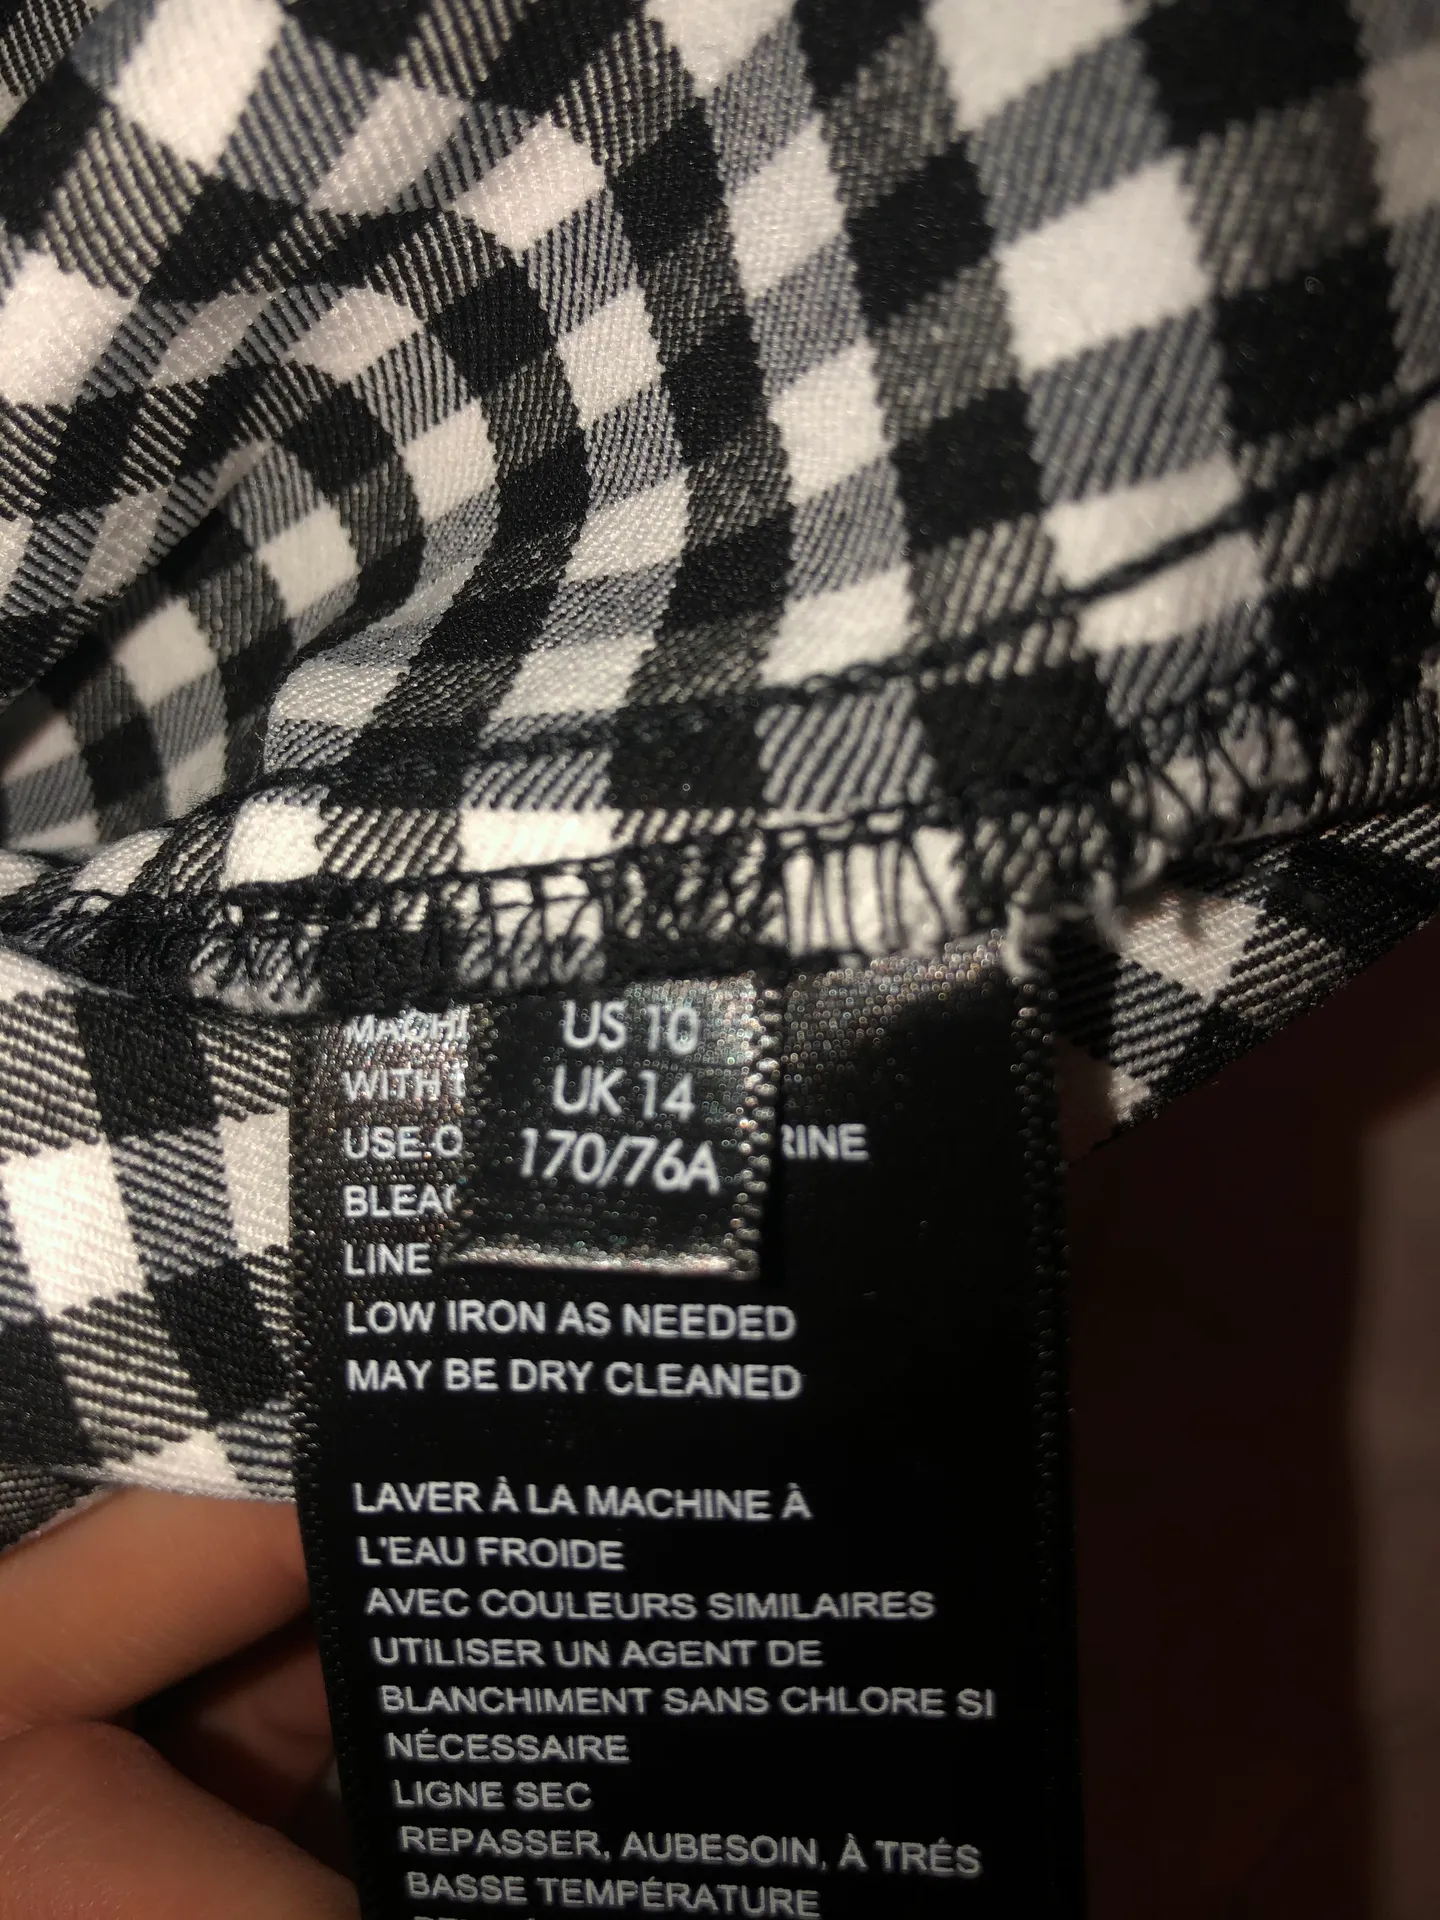 US 10
UK 14
170/76A
LINE
LOW IRON AS NEEDED
MAY BE DRY CLEANED
LAVER À LA MACHINE À
L'EAU FROIDE
AVEC COULEURS SIMILAIRES
UTILISER UN AGENT DE
BLANCHIMENT SANS CHLORE SI
NÉCESSAIRE
LIGNE SEC
REPASSER, AUBESOIN, À TRÉS
BASSE TEMPÉRATURE